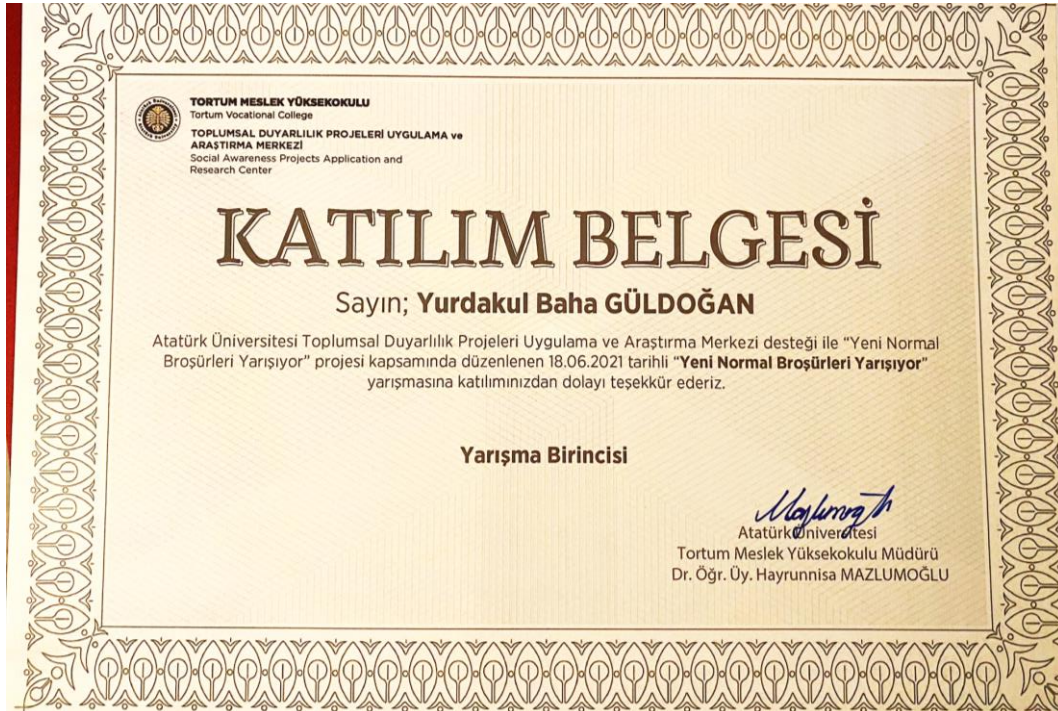 TORTUM MESLEK YÜKSEKOKULU
Tortum Vocational College
TOPLUMSAL DUYARLILIK PROJELERİ UYGULAMA ve
ARAŞTIRMA MERKEZİ
Social Awareness Projects Application and
Research Center
KATILIM BELGESİ
Sayın; Yurdakul Baha GÜLDOĞAN
Atatürk Üniversitesi Toplumsal Duyarlılık Projeleri Uygulama ve Araştırma Merkezi desteği ile “Yeni Normal
Broşürleri Yarışıyor” projesi kapsamında düzenlenen 18.06.2021 tarihli “Yeni Normal Broşürleri Yarışıyor”
yarışmasına katılımınızdan dolayı teşekkür ederiz.
Yarışma Birincisi
Atatürk Üniversitesi
Tortum Meslek Yüksekokulu Müdürü
Dr. Öğr. Üy. Hayrunnisa MAZLUMOĞLU